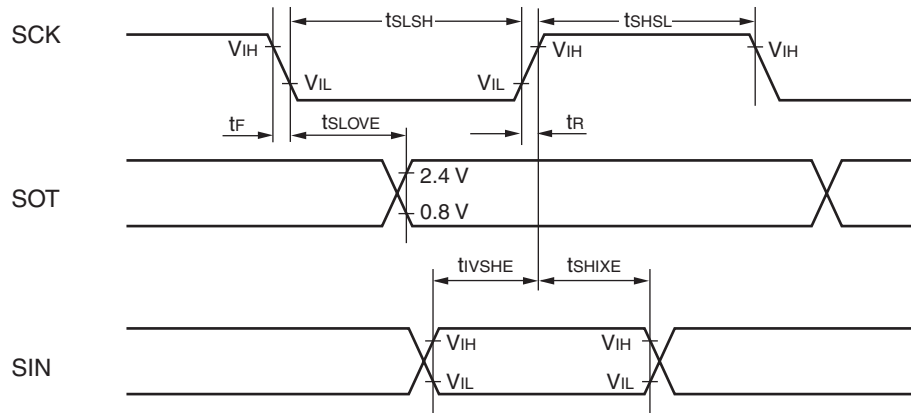 tSLSH
tSHSL
SCK
VIH
VIH
VIH
VIL
VIL
tF
tSLOVE
tR
SOT
2.4 V
0.8 V
tIVSHE
tSHIXE
SIN
VIH
VIH
VIL
VIL